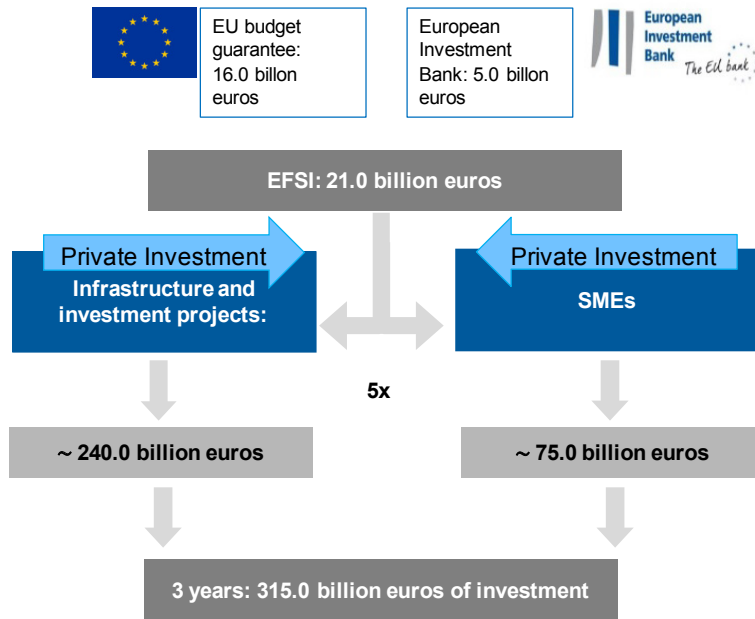 EU budget
guarantee:
16.0 billon
euros
European
Investment
Bank: 5.0 billon
euros
European
Investment
Bank
The EU bank
EFSI: 21.0 billion euros
Private Investment
Infrastructure and
investment projects:
Private Investment
SMEs
5x
~ 240.0 billion euros
~ 75.0 billion euros
3 years: 315.0 billion euros of investment